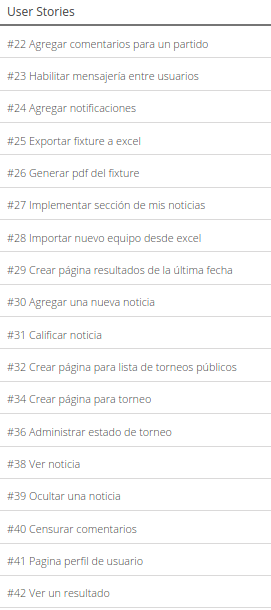 User Stories
#22 Agregar comentarios para un partido
#23 Habilitar mensajería entre usuarios
#24 Agregar notificaciones
#25 Exportar fixture a excel
#26 Generar pdf del fixture
#27 Implementar sección de mis noticias
#28 Importar nuevo equipo desde excel
#29 Crear página resultados de la última fecha
#30 Agregar una nueva noticia
#31 Calificar noticia
#32 Crear página para lista de torneos públicos
#34 Crear página para torneo
#36 Administrar estado de torneo
#38 Ver noticia
#39 Ocultar una noticia
#40 Censurar comentarios
#41 Pagina perfil de usuario
#42 Ver un resultado